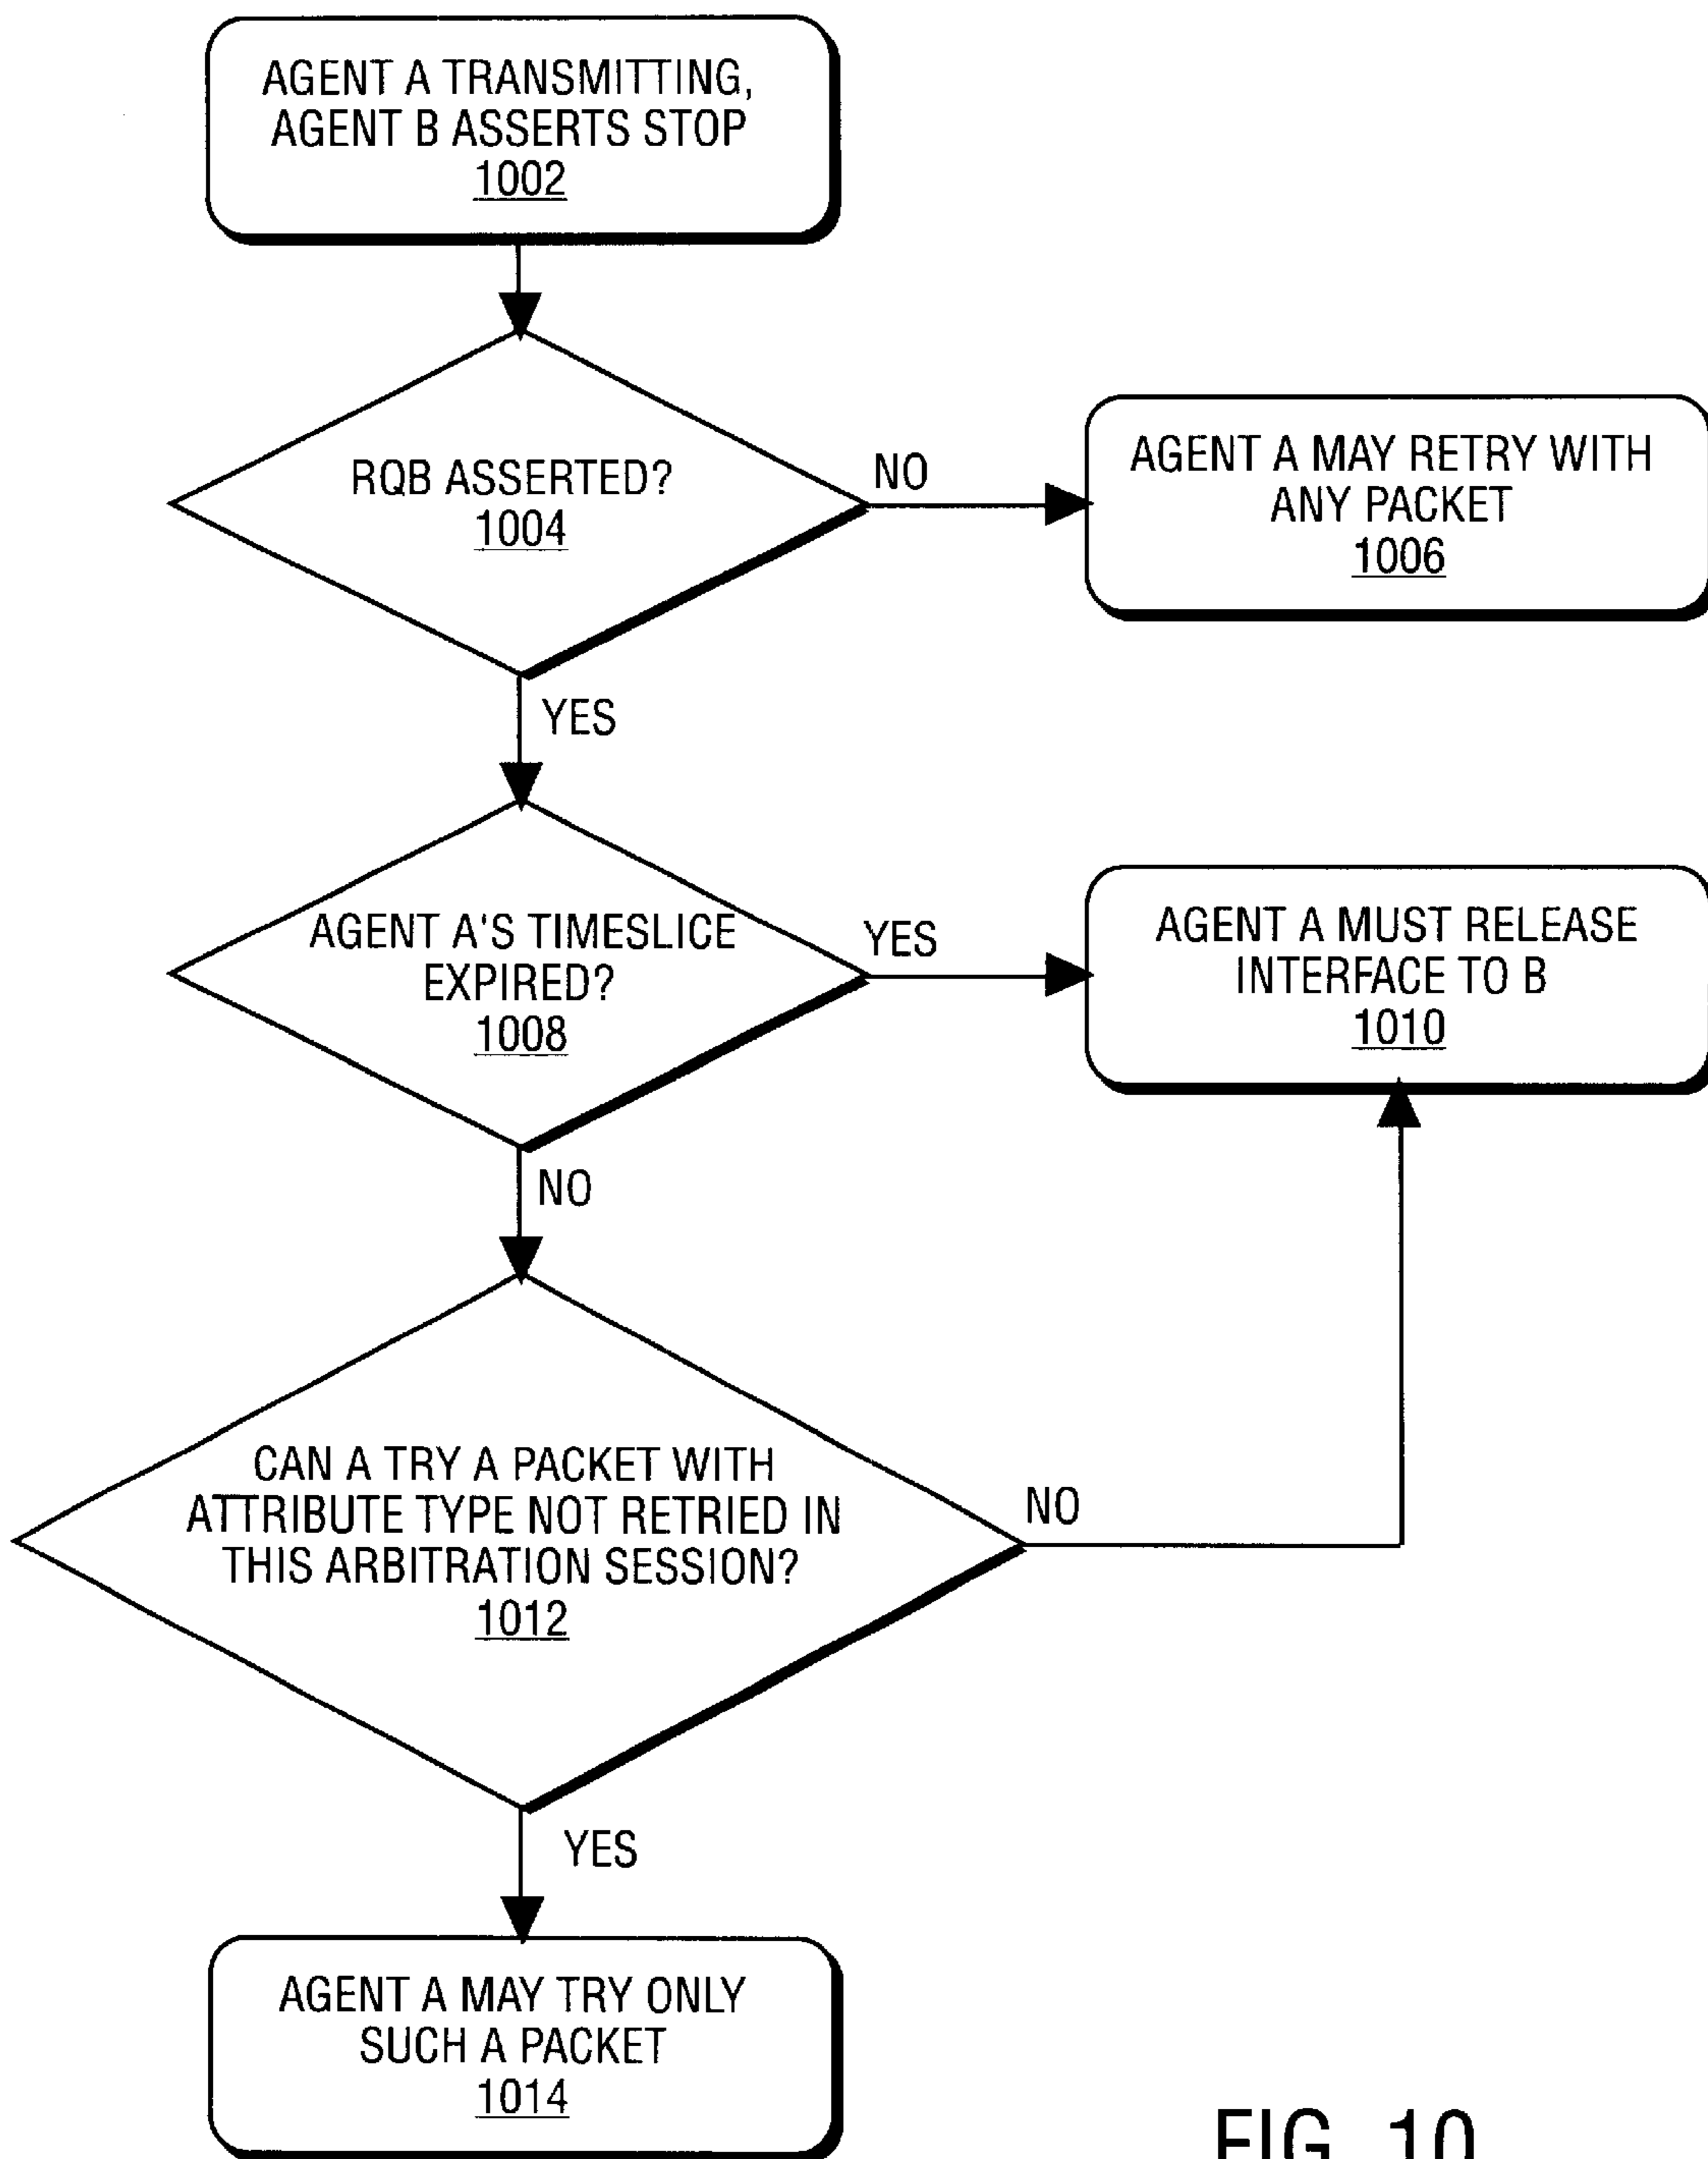 AGENT A TRANSMITTING,
AGENT B ASSERTS STOP
1002
RQB ASSERTED?
1004
NO
AGENT A MAY RETRY WITH
ANY PACKET
1006
YES
AGENT A'S TIMESLICE
EXPIRED?
1008
YES
AGENT A MUST RELEASE
INTERFACE TO B
1010
NO
CAN A TRY A PACKET WITH
ATTRIBUTE TYPE NOT RETRIED IN
THIS ARBITRATION SESSION?
1012
NO
YES
AGENT A MAY TRY ONLY
SUCH A PACKET
1014
FIG. 10